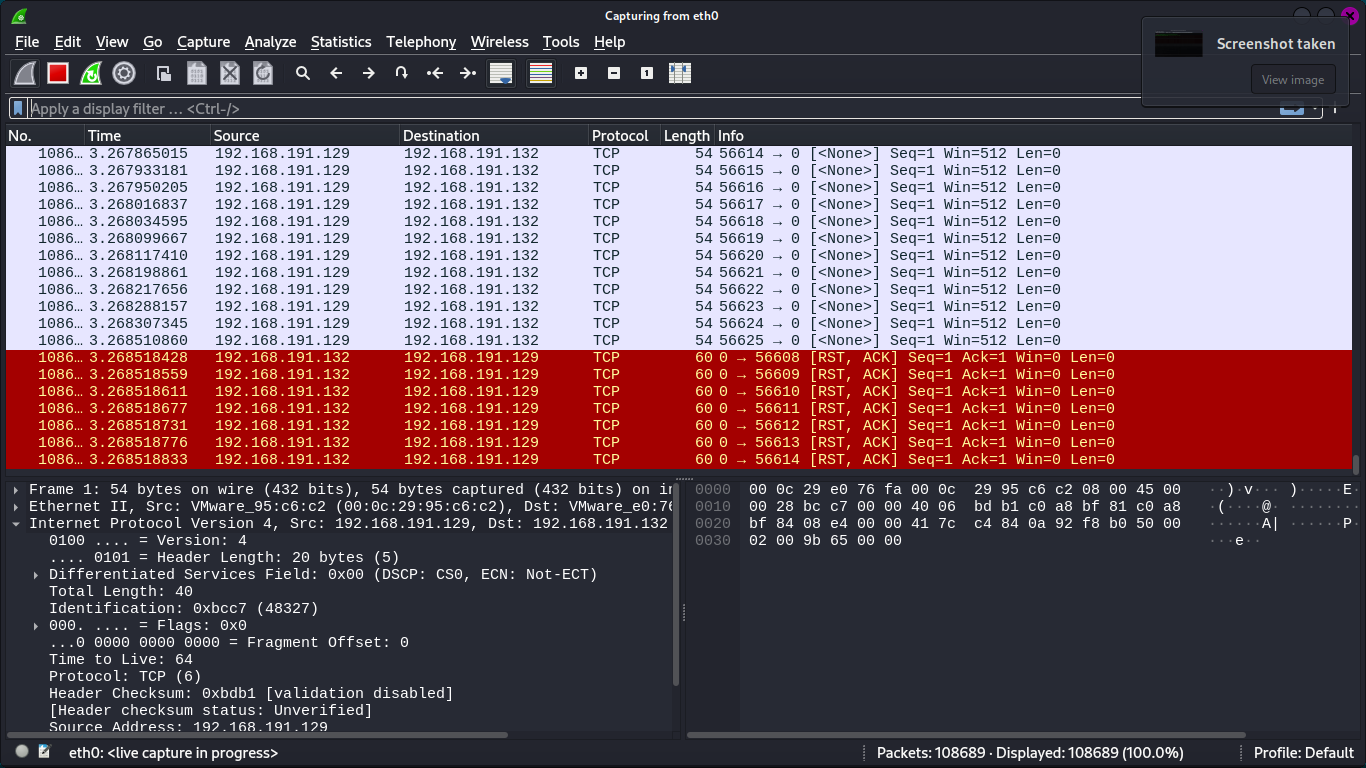 Capturing from eth0
File Edit View Go Capture Analyze Statistics Telephony Wireless Tools Help
Screenshot taken
View image
Apply a display filter … <Ctrl-/>
No. Time Source Destination Protocol Length Info
1086… 3.267865015 192.168.191.129 192.168.191.132 TCP 54 56614 → 0 [<None>] Seq=1 Win=512 Len=0
1086… 3.267933181 192.168.191.129 192.168.191.132 TCP 54 56615 → 0 [<None>] Seq=1 Win=512 Len=0
1086… 3.267950205 192.168.191.129 192.168.191.132 TCP 54 56616 → 0 [<None>] Seq=1 Win=512 Len=0
1086… 3.268016837 192.168.191.129 192.168.191.132 TCP 54 56617 → 0 [<None>] Seq=1 Win=512 Len=0
1086… 3.268034595 192.168.191.129 192.168.191.132 TCP 54 56618 → 0 [<None>] Seq=1 Win=512 Len=0
1086… 3.268099667 192.168.191.129 192.168.191.132 TCP 54 56619 → 0 [<None>] Seq=1 Win=512 Len=0
1086… 3.268117410 192.168.191.129 192.168.191.132 TCP 54 56620 → 0 [<None>] Seq=1 Win=512 Len=0
1086… 3.268198861 192.168.191.129 192.168.191.132 TCP 54 56621 → 0 [<None>] Seq=1 Win=512 Len=0
1086… 3.268217656 192.168.191.129 192.168.191.132 TCP 54 56622 → 0 [<None>] Seq=1 Win=512 Len=0
1086… 3.268288157 192.168.191.129 192.168.191.132 TCP 54 56623 → 0 [<None>] Seq=1 Win=512 Len=0
1086… 3.268307345 192.168.191.129 192.168.191.132 TCP 54 56624 → 0 [<None>] Seq=1 Win=512 Len=0
1086… 3.268510860 192.168.191.129 192.168.191.132 TCP 54 56625 → 0 [<None>] Seq=1 Win=512 Len=0
1086… 3.268518428 192.168.191.132 192.168.191.129 TCP 60 0 → 56608 [RST, ACK] Seq=1 Ack=1 Win=0 Len=0
1086… 3.268518559 192.168.191.132 192.168.191.129 TCP 60 0 → 56609 [RST, ACK] Seq=1 Ack=1 Win=0 Len=0
1086… 3.268518611 192.168.191.132 192.168.191.129 TCP 60 0 → 56610 [RST, ACK] Seq=1 Ack=1 Win=0 Len=0
1086… 3.268518677 192.168.191.132 192.168.191.129 TCP 60 0 → 56611 [RST, ACK] Seq=1 Ack=1 Win=0 Len=0
1086… 3.268518731 192.168.191.132 192.168.191.129 TCP 60 0 → 56612 [RST, ACK] Seq=1 Ack=1 Win=0 Len=0
1086… 3.268518776 192.168.191.132 192.168.191.129 TCP 60 0 → 56613 [RST, ACK] Seq=1 Ack=1 Win=0 Len=0
1086… 3.268518833 192.168.191.132 192.168.191.129 TCP 60 0 → 56614 [RST, ACK] Seq=1 Ack=1 Win=0 Len=0
Frame 1: 54 bytes on wire (432 bits), 54 bytes captured (432 bits) on in
Ethernet II, Src: VMware_95:c6:c2 (00:0c:29:95:c6:c2), Dst: VMware_e0:76
Internet Protocol Version 4, Src: 192.168.191.129, Dst: 192.168.191.132
0100 .... = Version: 4
.... 0101 = Header Length: 20 bytes (5)
Differentiated Services Field: 0x00 (DSCP: CS0, ECN: Not-ECT)
Total Length: 40
Identification: 0xbcc7 (48327)
000. .... = Flags: 0x0
...0 0000 0000 0000 = Fragment Offset: 0
Time to Live: 64
Protocol: TCP (6)
Header Checksum: 0xbdb1 [validation disabled]
[Header checksum status: Unverified]
Source Address: 192.168.191.129
0000 00 0c 29 e0 76 fa 00 0c 29 95 c6 c2 08 00 45 00 ··)·v··· )·····E·
0010 00 28 bc c7 00 00 40 06 bd b1 c0 a8 bf 81 c0 a8 ·(····@· ········
0020 bf 84 08 e4 00 00 41 7c c4 84 0a 92 f8 b0 50 00 ······A| ······P·
0030 02 00 9b 65 00 00 ···e··
eth0: <live capture in progress>
Packets: 108689 · Displayed: 108689 (100.0%)
Profile: Default